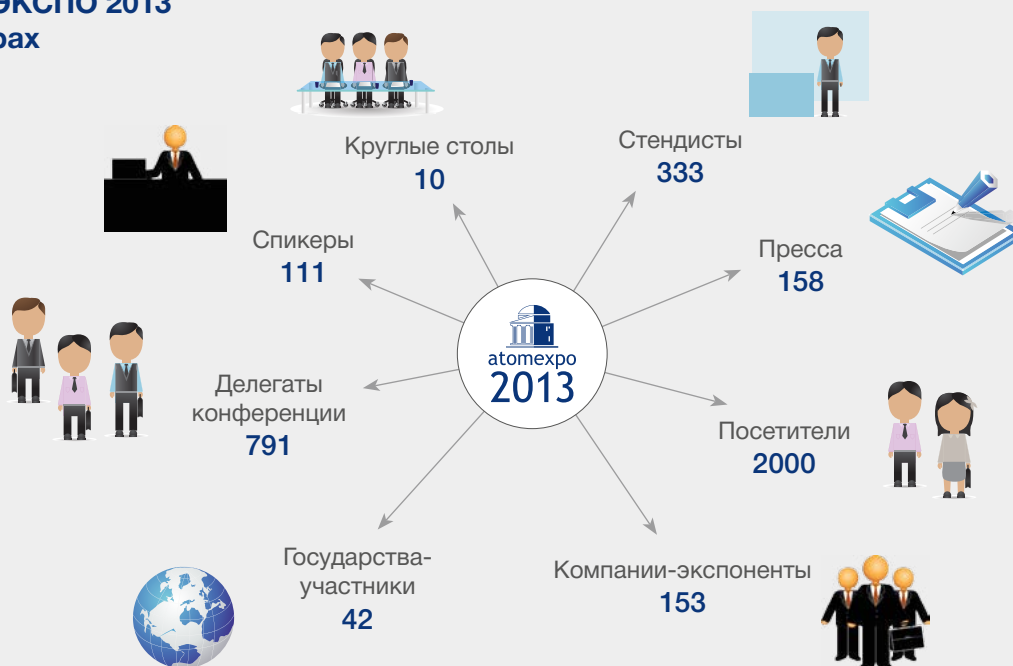 ЭКСПО 2013
рах
Круглые столы
10
Стендисты
333
Спикеры
111
Пресса
158
atomexpo
2013
Делегаты
конференции
791
Посетители
2000
Государства-
участники
42
Компании-экспоненты
153